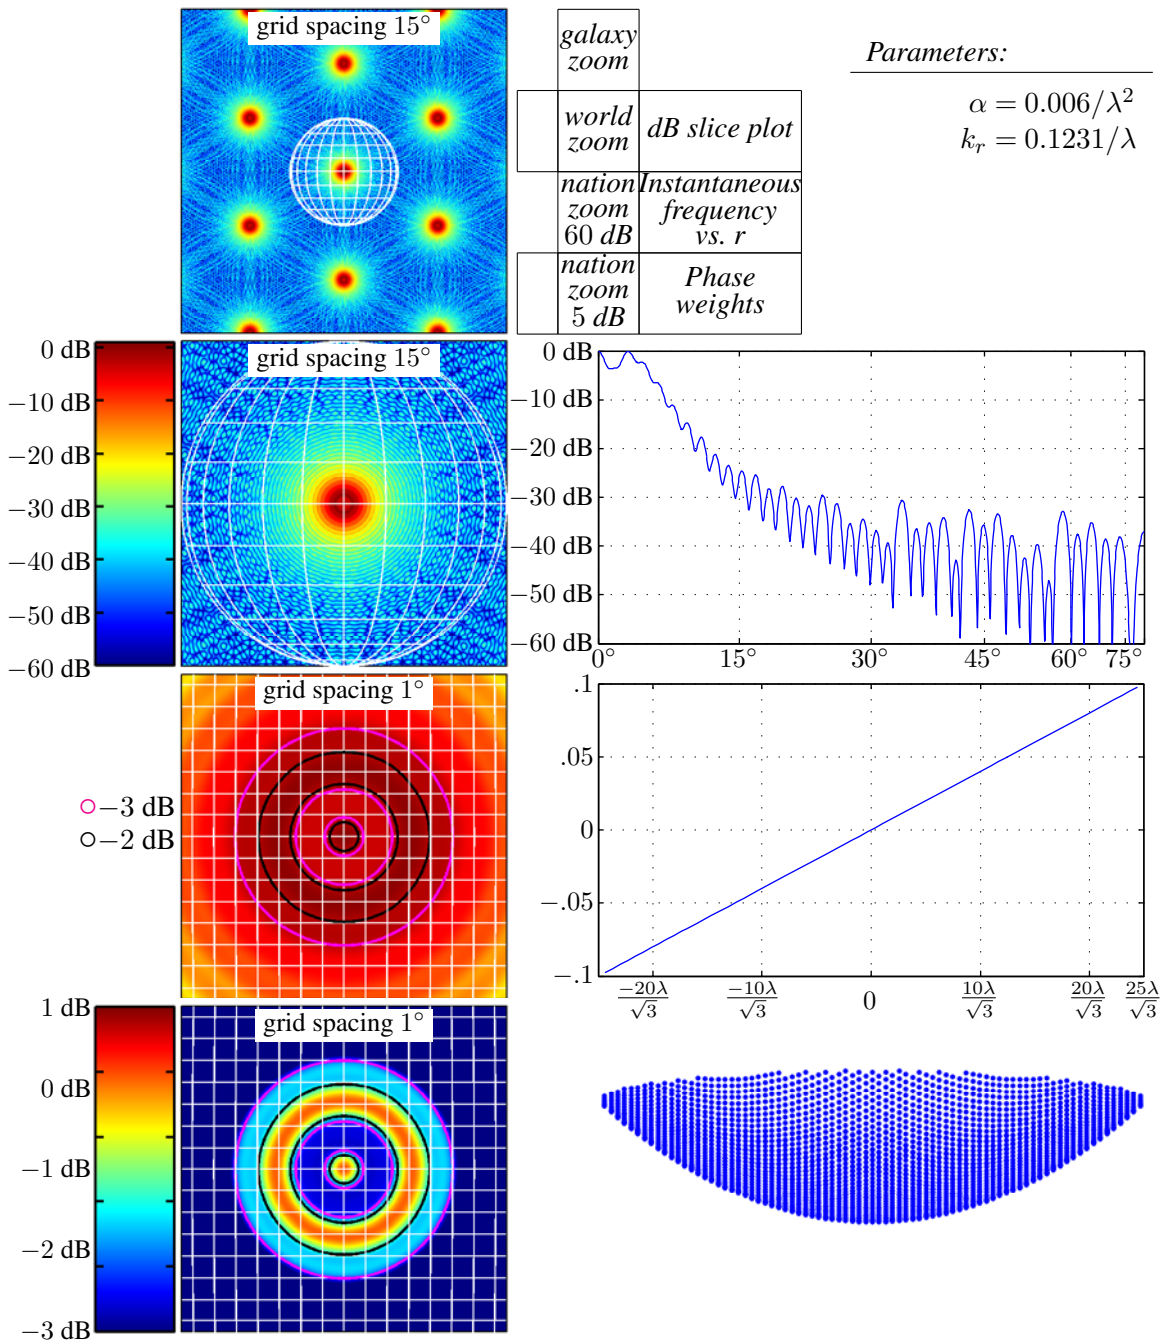 grid spacing 15°
galaxy
zoom
world
zoom
dB slice plot
nation
zoom
60 dB
Instantaneous
frequency
vs. r
nation
zoom
5 dB
Phase
weights
Parameters:
α = 0.006/λ²
k_r = 0.1231/λ
0 dB
−10 dB
−20 dB
−30 dB
−40 dB
−50 dB
−60 dB
grid spacing 15°
0 dB
−10 dB
−20 dB
−30 dB
−40 dB
−50 dB
−60 dB
0° 15° 30° 45° 60° 75°
grid spacing 1°
−3 dB
−2 dB
.1
.05
0
−.05
−.1
−20λ/√3 −10λ/√3 0 10λ/√3 20λ/√3 25λ/√3
1 dB
0 dB
−1 dB
−2 dB
−3 dB
grid spacing 1°